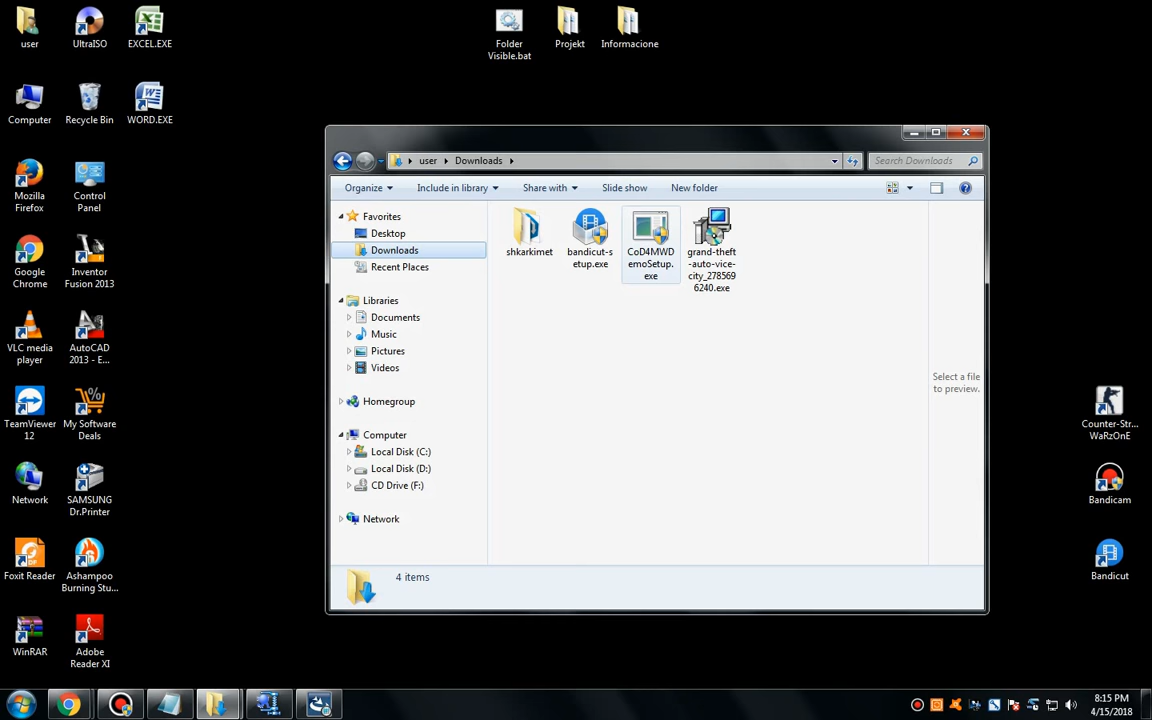 user
UltraISO
EXCEL.EXE
Folder
Visible.bat
Projekt
Informacione
Computer
Recycle Bin
WORD.EXE
Mozilla
Firefox
Control
Panel
Google
Chrome
Inventor
Fusion 2013
VLC media
player
AutoCAD
2013 - E...
TeamViewer
12
My Software
Deals
Network
SAMSUNG
Dr.Printer
Foxit Reader
Ashampoo
Burning Stu...
WinRAR
Adobe
Reader XI
user
Downloads
Search Downloads
Organize
Include in library
Share with
Slide show
New folder
Favorites
Desktop
Downloads
Recent Places
Libraries
Documents
Music
Pictures
Videos
Homegroup
Computer
Local Disk (C:)
Local Disk (D:)
CD Drive (F:)
Network
shkarkimet
bandicut-s
etup.exe
CoD4MWD
emoSetup.
exe
grand-theft
-auto-vice-
city_278569
6240.exe
Select a file
to preview.
4 items
Counter-Str...
WaRzOnE
Bandicam
Bandicut
8:15 PM
4/15/2018